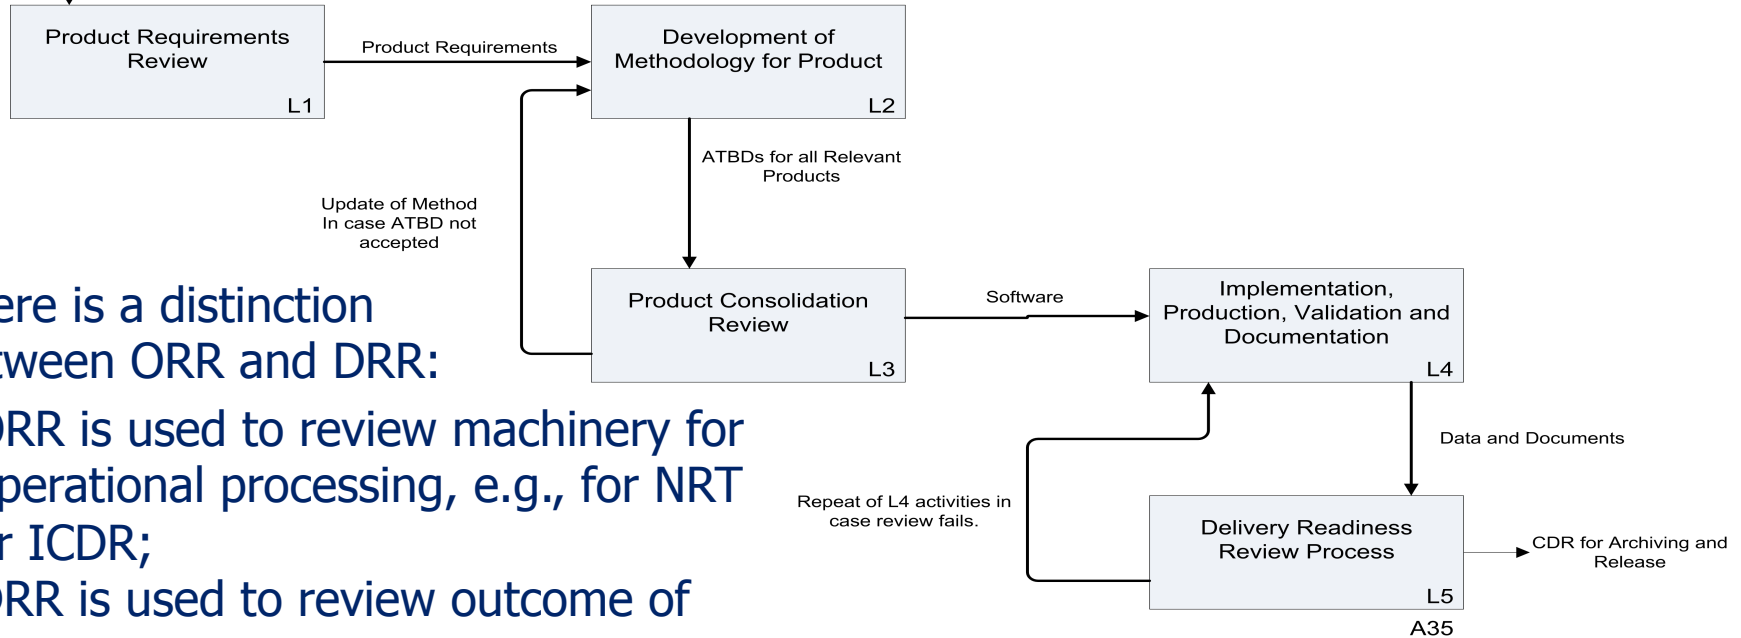 Product Requirements
Review
L1
Product Requirements
Development of
Methodology for Product
L2
ATBDs for all Relevant
Products
Update of Method
In case ATBD not
accepted
Product Consolidation
Review
L3
Software
Implementation,
Production, Validation and
Documentation
L4
Data and Documents
Repeat of L4 activities in
case review fails.
Delivery Readiness
Review Process
L5
A35
CDR for Archiving and
Release
ere is a distinction
tween ORR and DRR:
RR is used to review machinery for
perational processing, e.g., for NRT
r ICDR;
RR is used to review outcome of